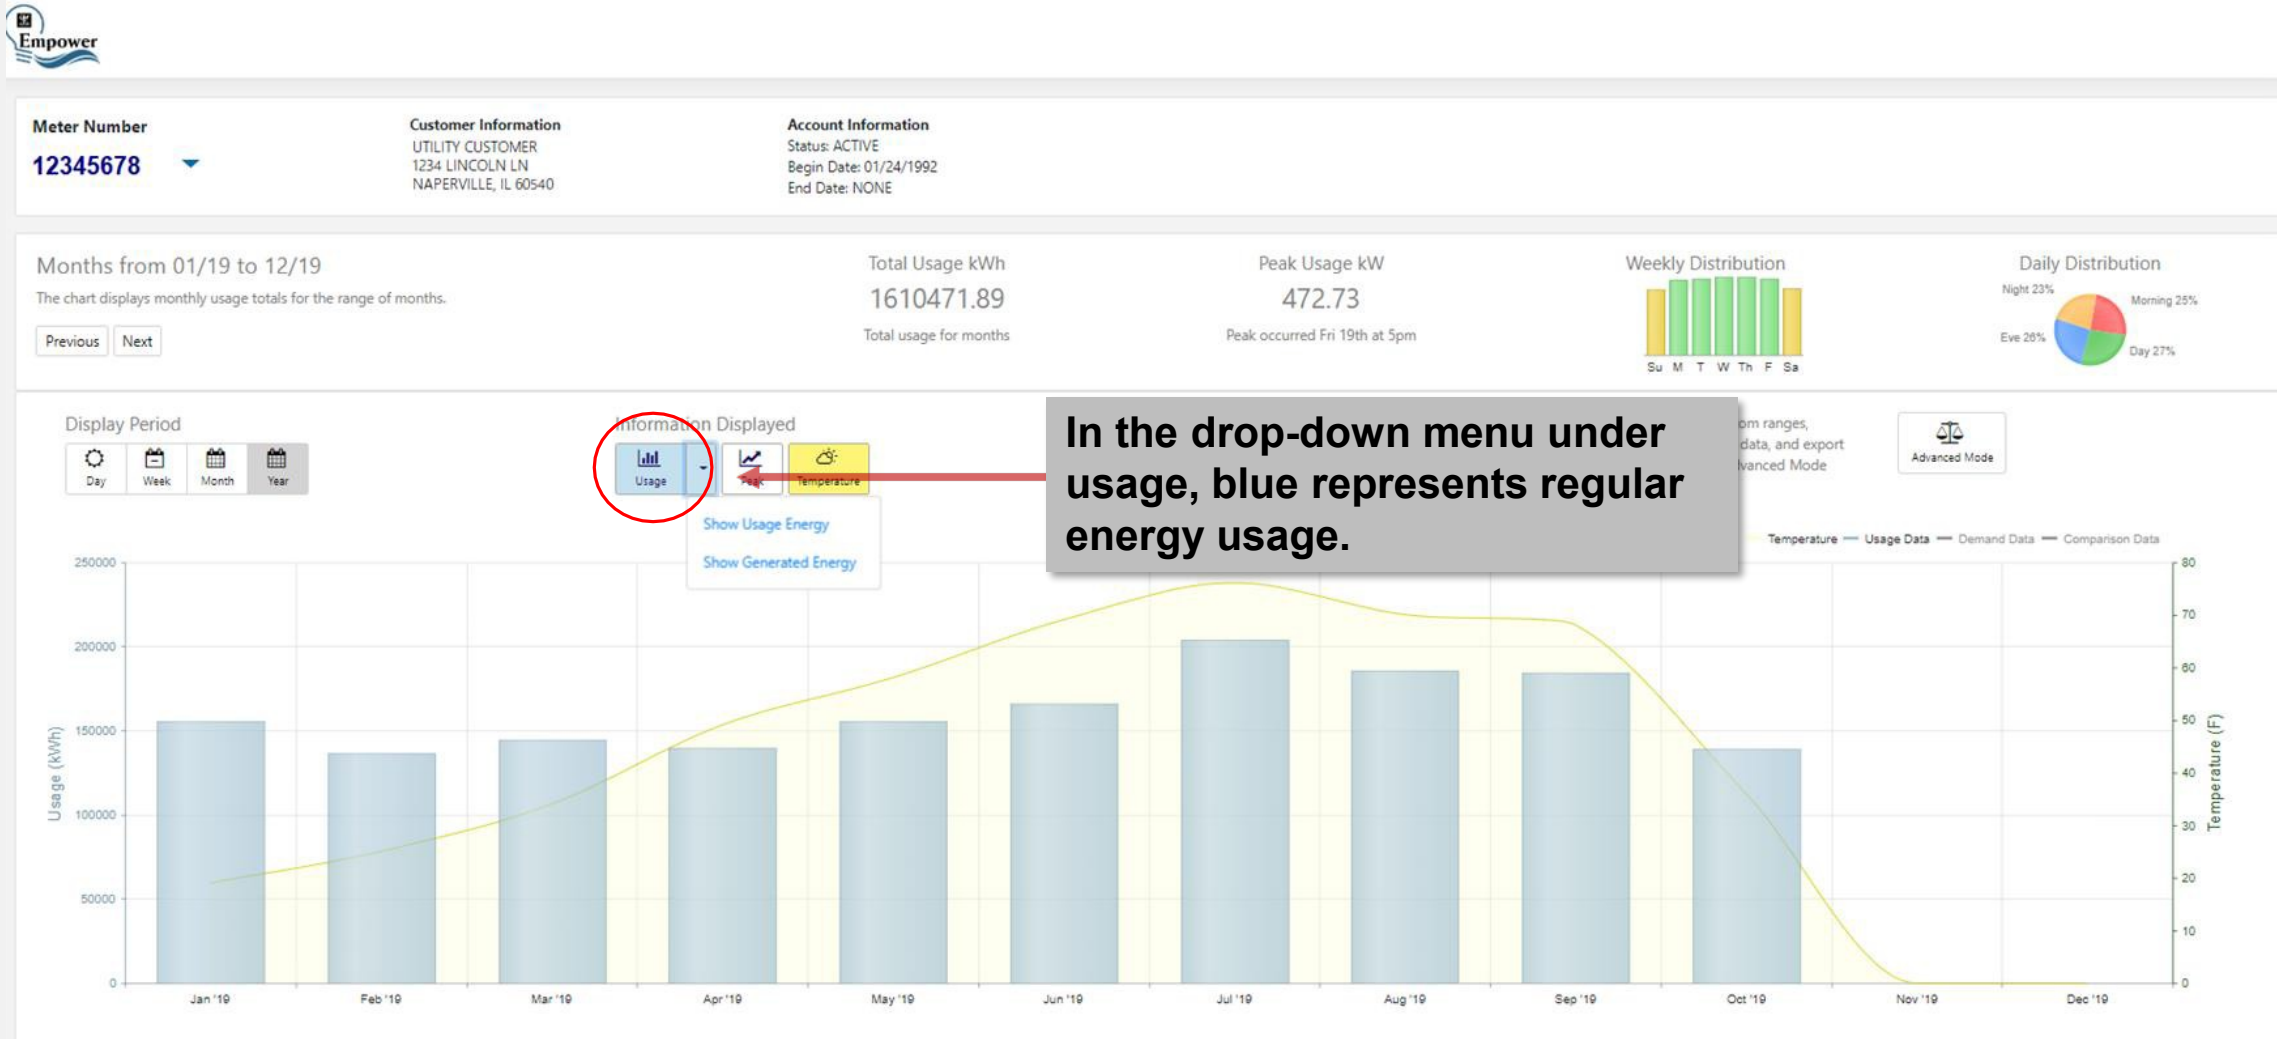 Empower
Meter Number
12345678
Customer Information
UTILITY CUSTOMER
1234 LINCOLN LN
NAPERVILLE, IL 60540
Account Information
Status: ACTIVE
Begin Date: 01/24/1992
End Date: NONE
Months from 01/19 to 12/19
The chart displays monthly usage totals for the range of months.
Previous
Next
Total Usage kWh
1610471.89
Total usage for months
Peak Usage kW
472.73
Peak occurred Fri 19th at 5pm
Weekly Distribution
Su M T W Th F Sa
Daily Distribution
Night 23%
Morning 25%
Eve 26%
Day 27%
Display Period
Day
Week
Month
Year
Information Displayed
Usage
Peak
Temperature
Show Usage Energy
Show Generated Energy
In the drop-down menu under
usage, blue represents regular
energy usage.
om ranges,
data, and export
vanced Mode
Advanced Mode
Temperature
Usage Data
Demand Data
Comparison Data
250000
200000
150000
100000
50000
0
Usage (kWh)
80
70
60
50
40
30
20
10
0
Temperature (F)
Jan '19
Feb '19
Mar '19
Apr '19
May '19
Jun '19
Jul '19
Aug '19
Sep '19
Oct '19
Nov '19
Dec '19